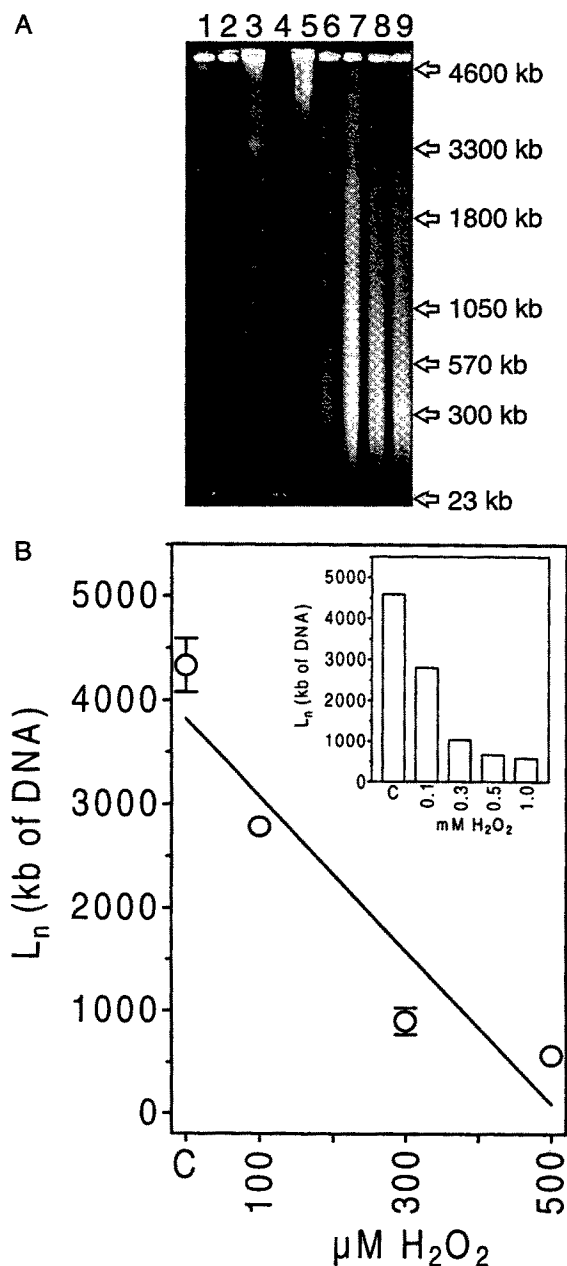 A
1 2 3 4 5 6 7 8 9
4600 kb
3300 kb
1800 kb
1050 kb
570 kb
300 kb
23 kb
B
Lₙ (kb of DNA)
5000
4000
3000
2000
1000
0
C
100
300
500
µM H₂O₂
Lₙ (kb of DNA)
5000
4000
3000
2000
1000
0
C
0.1
0.3
0.5
1.0
mM H₂O₂